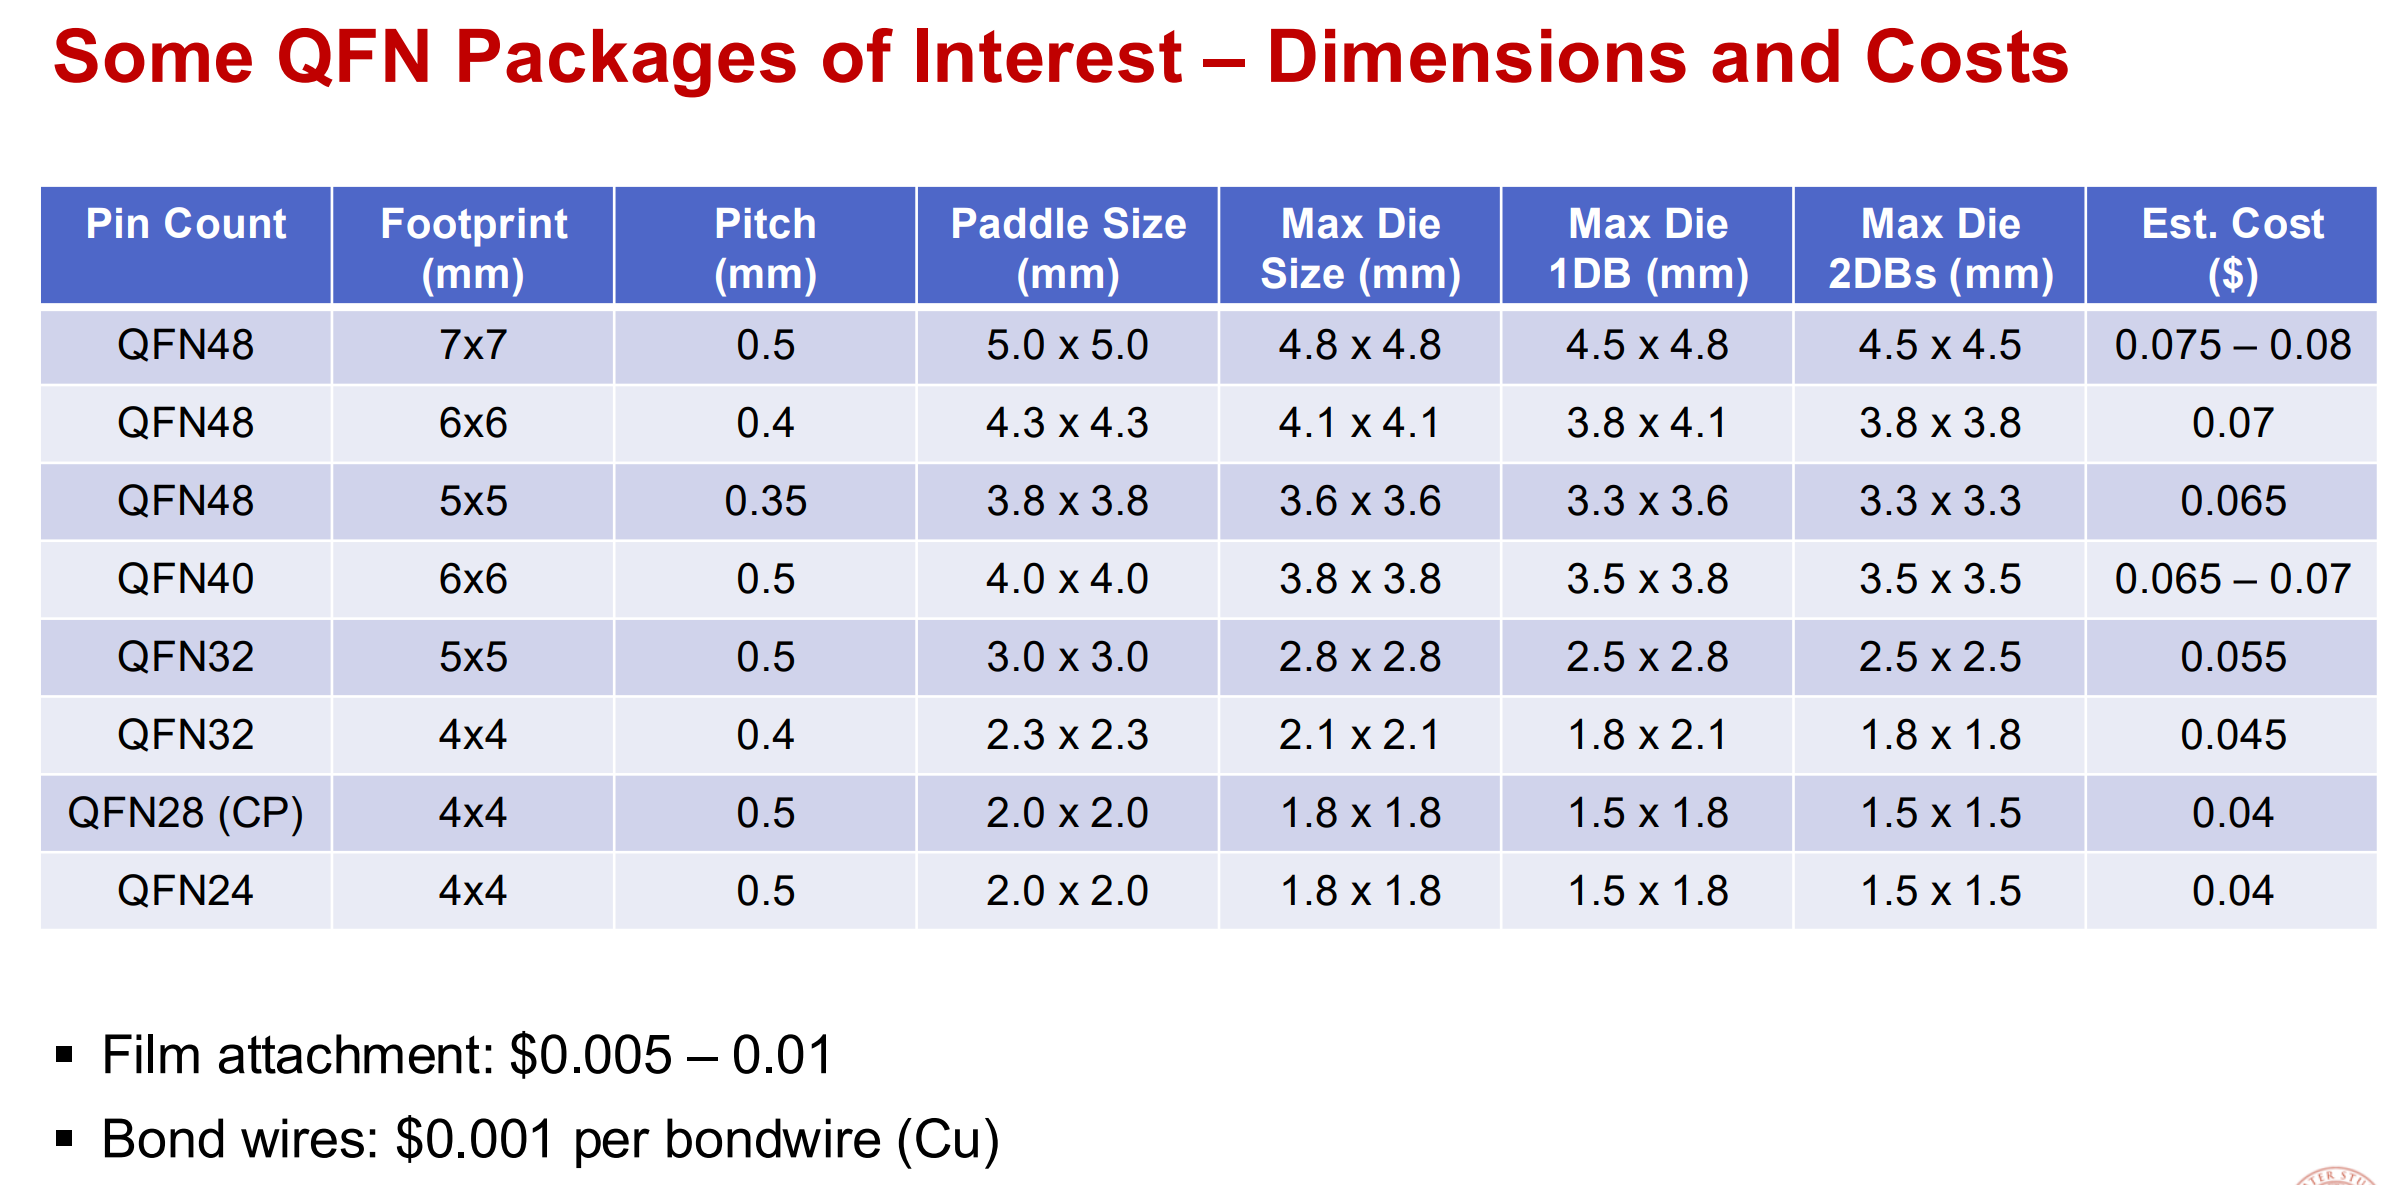 Some QFN Packages of Interest – Dimensions and Costs
Pin Count Footprint (mm) Pitch (mm) Paddle Size (mm) Max Die Size (mm) Max Die 1DB (mm) Max Die 2DBs (mm) Est. Cost ($)
QFN48 7x7 0.5 5.0 x 5.0 4.8 x 4.8 4.5 x 4.8 4.5 x 4.5 0.075 – 0.08
QFN48 6x6 0.4 4.3 x 4.3 4.1 x 4.1 3.8 x 4.1 3.8 x 3.8 0.07
QFN48 5x5 0.35 3.8 x 3.8 3.6 x 3.6 3.3 x 3.6 3.3 x 3.3 0.065
QFN40 6x6 0.5 4.0 x 4.0 3.8 x 3.8 3.5 x 3.8 3.5 x 3.5 0.065 – 0.07
QFN32 5x5 0.5 3.0 x 3.0 2.8 x 2.8 2.5 x 2.8 2.5 x 2.5 0.055
QFN32 4x4 0.4 2.3 x 2.3 2.1 x 2.1 1.8 x 2.1 1.8 x 1.8 0.045
QFN28 (CP) 4x4 0.5 2.0 x 2.0 1.8 x 1.8 1.5 x 1.8 1.5 x 1.5 0.04
QFN24 4x4 0.5 2.0 x 2.0 1.8 x 1.8 1.5 x 1.8 1.5 x 1.5 0.04
▪ Film attachment: $0.005 – 0.01
▪ Bond wires: $0.001 per bondwire (Cu)